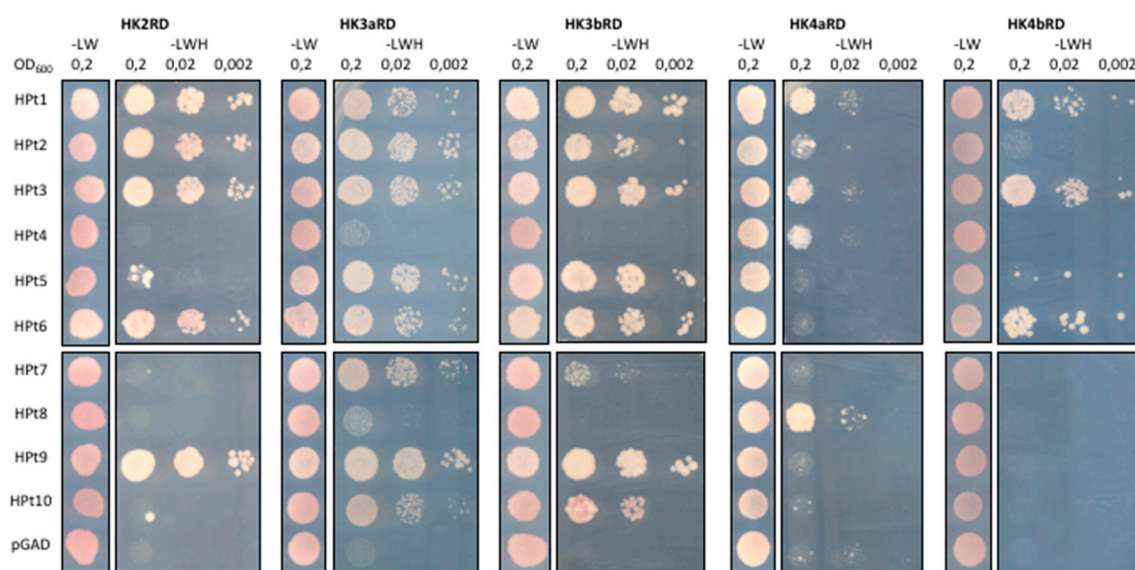 HK2RD HK3aRD HK3bRD HK4aRD HK4bRD
-LW -LWH -LW -LWH -LW -LWH -LW -LWH -LW -LWH
OD600 0,2 0,2 0,02 0,002 0,2 0,2 0,02 0,002 0,2 0,2 0,02 0,002 0,2 0,2 0,02 0,002 0,2 0,2 0,02 0,002
HPt1
HPt2
HPt3
HPt4
HPt5
HPt6
HPt7
HPt8
HPt9
HPt10
pGAD